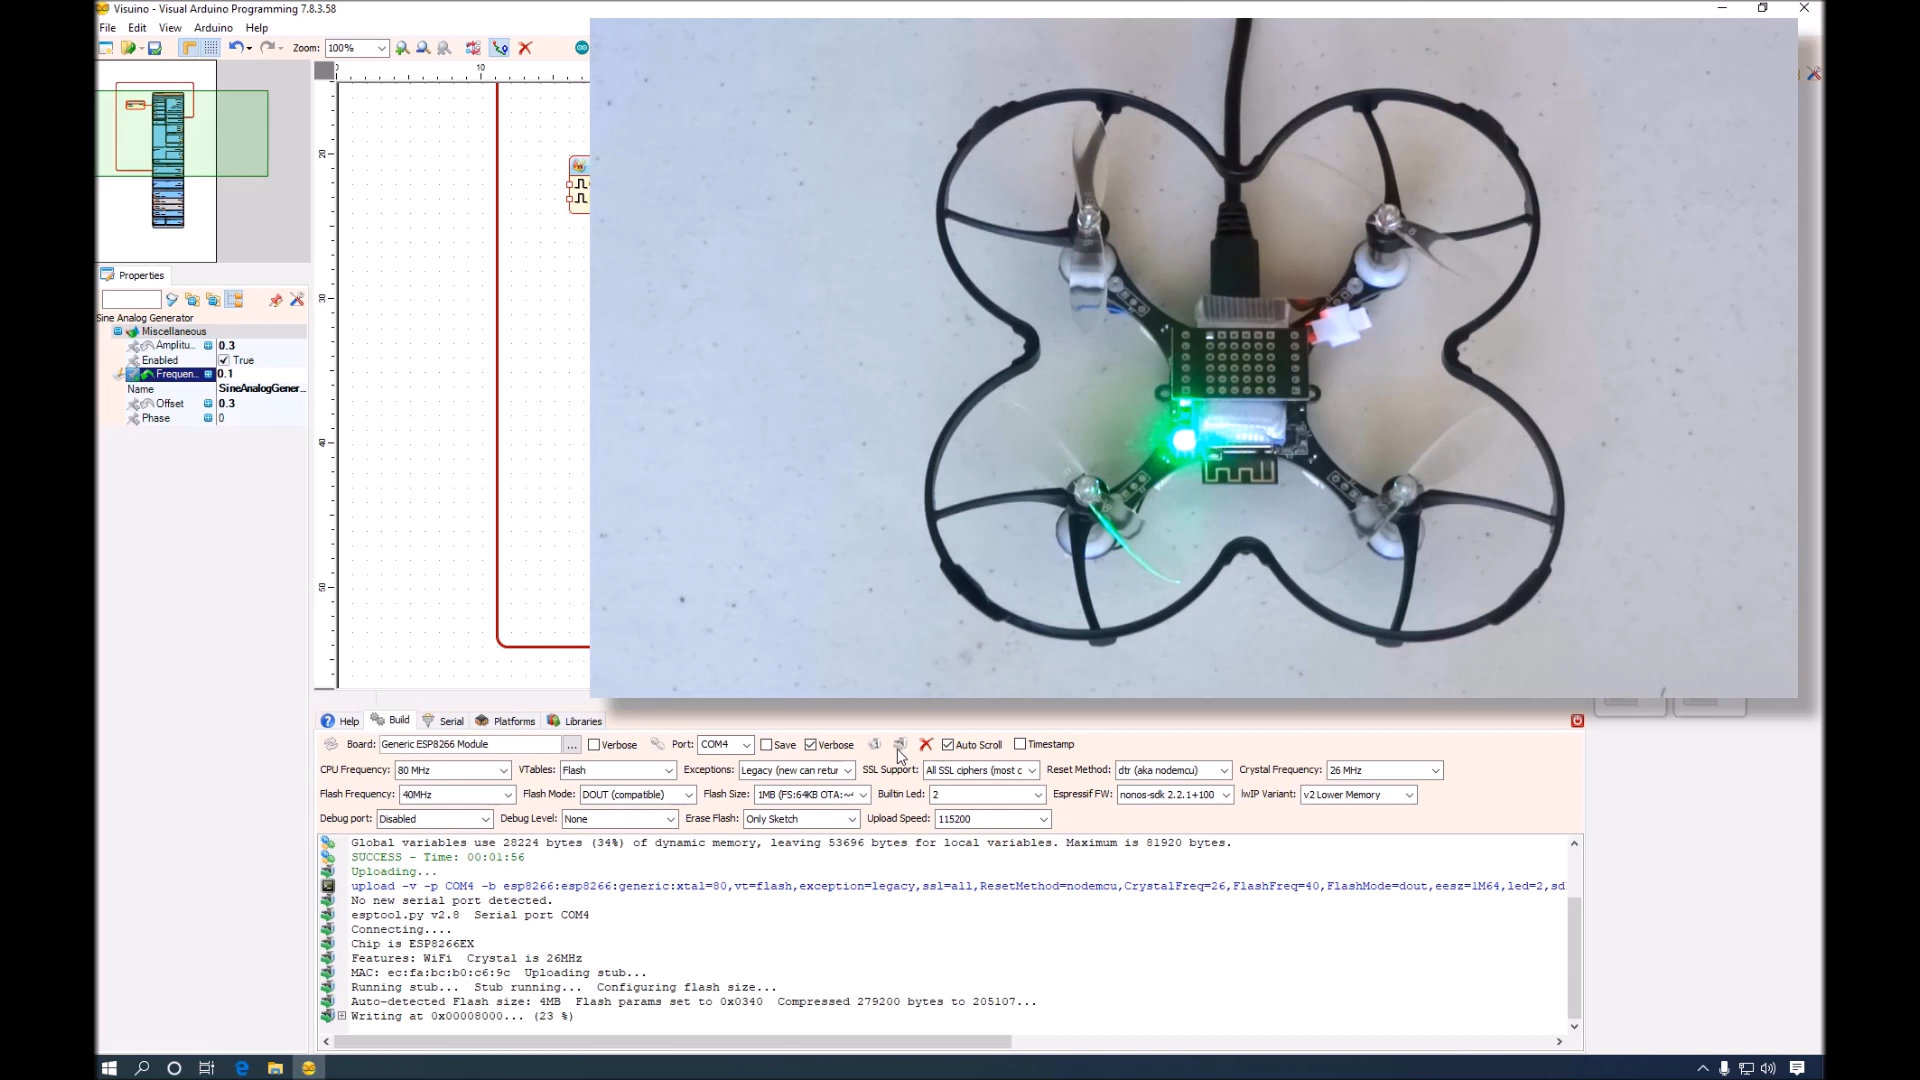 Visuino - Visual Arduino Programming 7.8.3.58
File Edit View Arduino Help
Zoom: 100%
10
20
30
40
50
Properties
Sine Analog Generator
Miscellaneous
Amplitu... 0.3
Enabled True
Frequen... 0.1
Name SineAnalogGener...
Offset 0.3
Phase 0
Help Build Serial Platforms Libraries
Board: Generic ESP8266 Module ... Verbose Port: COM4 Save Verbose Auto Scroll Timestamp
CPU Frequency: 80 MHz VTables: Flash Exceptions: Legacy (new can retur SSL Support: All SSL ciphers (most c Reset Method: dtr (aka nodemcu) Crystal Frequency: 26 MHz
Flash Frequency: 40MHz Flash Mode: DOUT (compatible) Flash Size: 1MB (FS:64KB OTA:~ Builtin Led: 2 Espressif FW: nonos-sdk 2.2.1+100 lwIP Variant: v2 Lower Memory
Debug port: Disabled Debug Level: None Erase Flash: Only Sketch Upload Speed: 115200
Global variables use 28224 bytes (34%) of dynamic memory, leaving 53696 bytes for local variables. Maximum is 81920 bytes.
SUCCESS - Time: 00:01:56
Uploading...
upload -v -p COM4 -b esp8266:esp8266:generic:xtal=80,vt=flash,exception=legacy,ssl=all,ResetMethod=nodemcu,CrystalFreq=26,FlashFreq=40,FlashMode=dout,eesz=1M64,led=2,sd
No new serial port detected.
esptool.py v2.8 Serial port COM4
Connecting....
Chip is ESP8266EX
Features: WiFi Crystal is 26MHz
MAC: ec:fa:bc:b0:c6:9c Uploading stub...
Running stub... Stub running... Configuring flash size...
Auto-detected Flash size: 4MB Flash params set to 0x0340 Compressed 279200 bytes to 205107...
Writing at 0x00008000... (23 %)